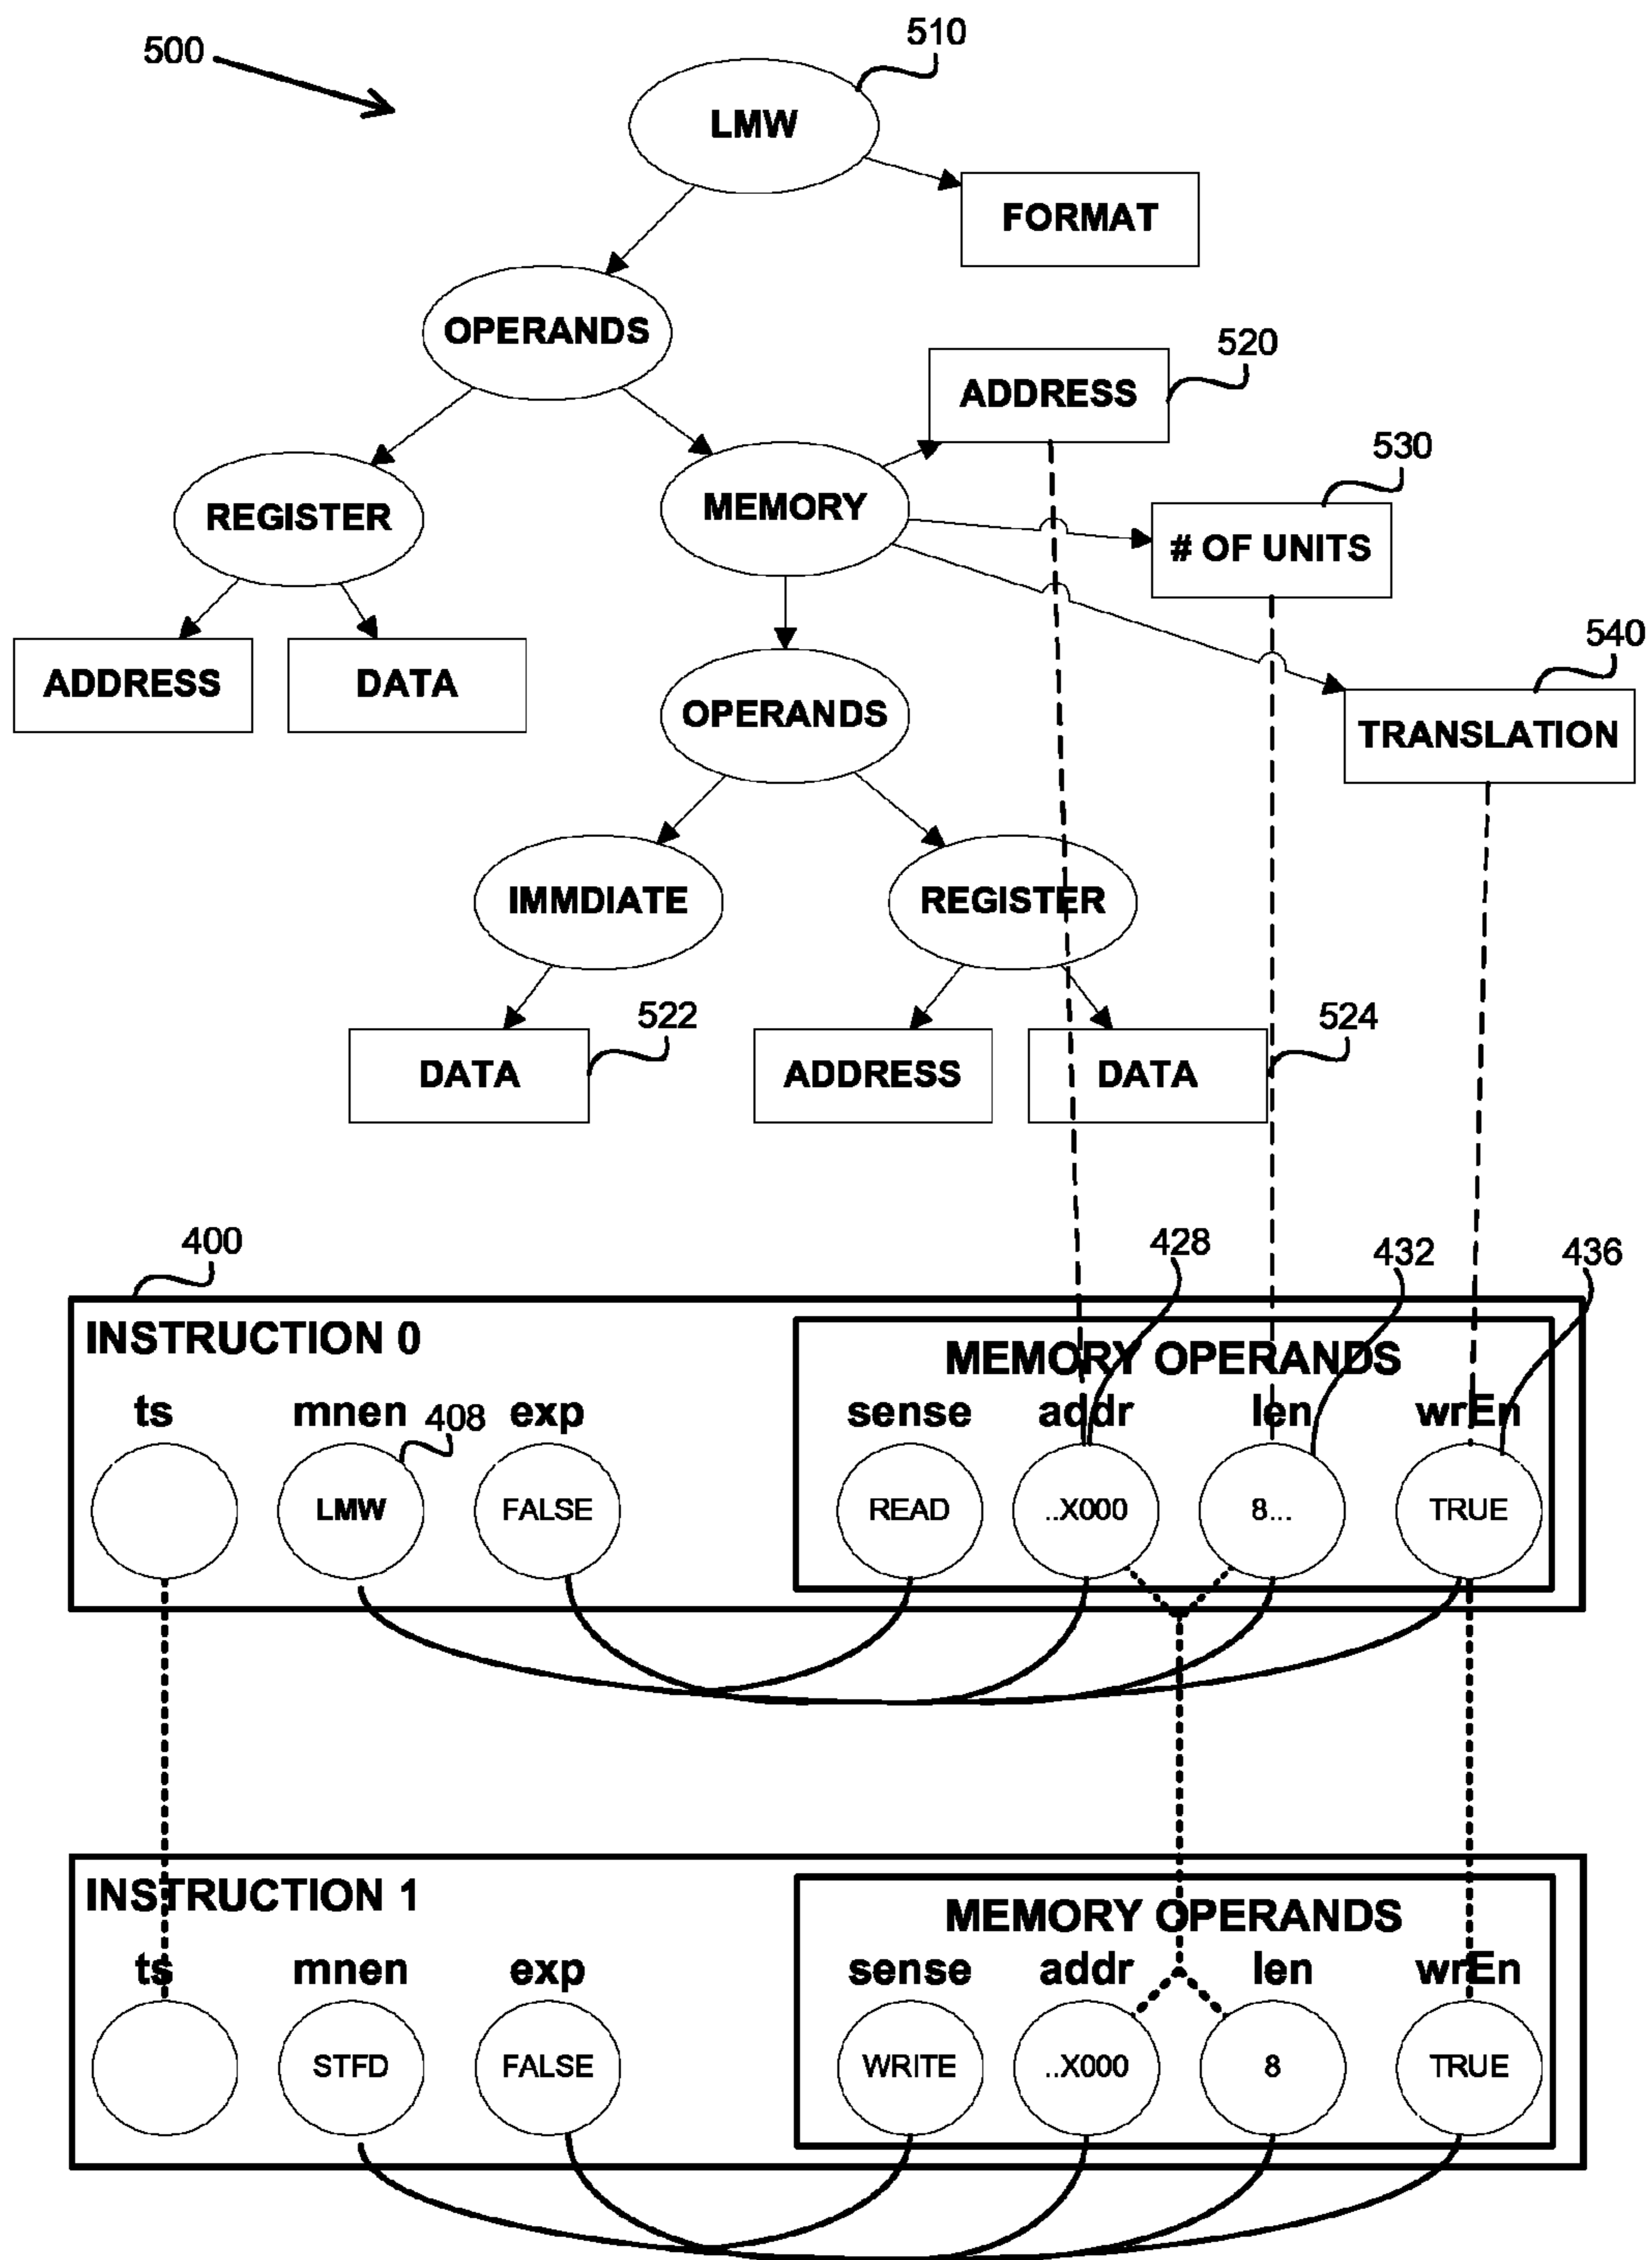 500
510
LMW
FORMAT
OPERANDS
520
ADDRESS
530
REGISTER
MEMORY
# OF UNITS
540
ADDRESS
DATA
OPERANDS
TRANSLATION
IMMDIATE
REGISTER
522
524
DATA
ADDRESS
DATA
400
428
432
436
INSTRUCTION 0
MEMORY OPERANDS
ts mnen 408 exp sense addr len wrEn
LMW FALSE READ ..X000 8... TRUE
INSTRUCTION 1
MEMORY OPERANDS
ts mnen exp sense addr len wrEn
STFD FALSE WRITE ..X000 8 TRUE